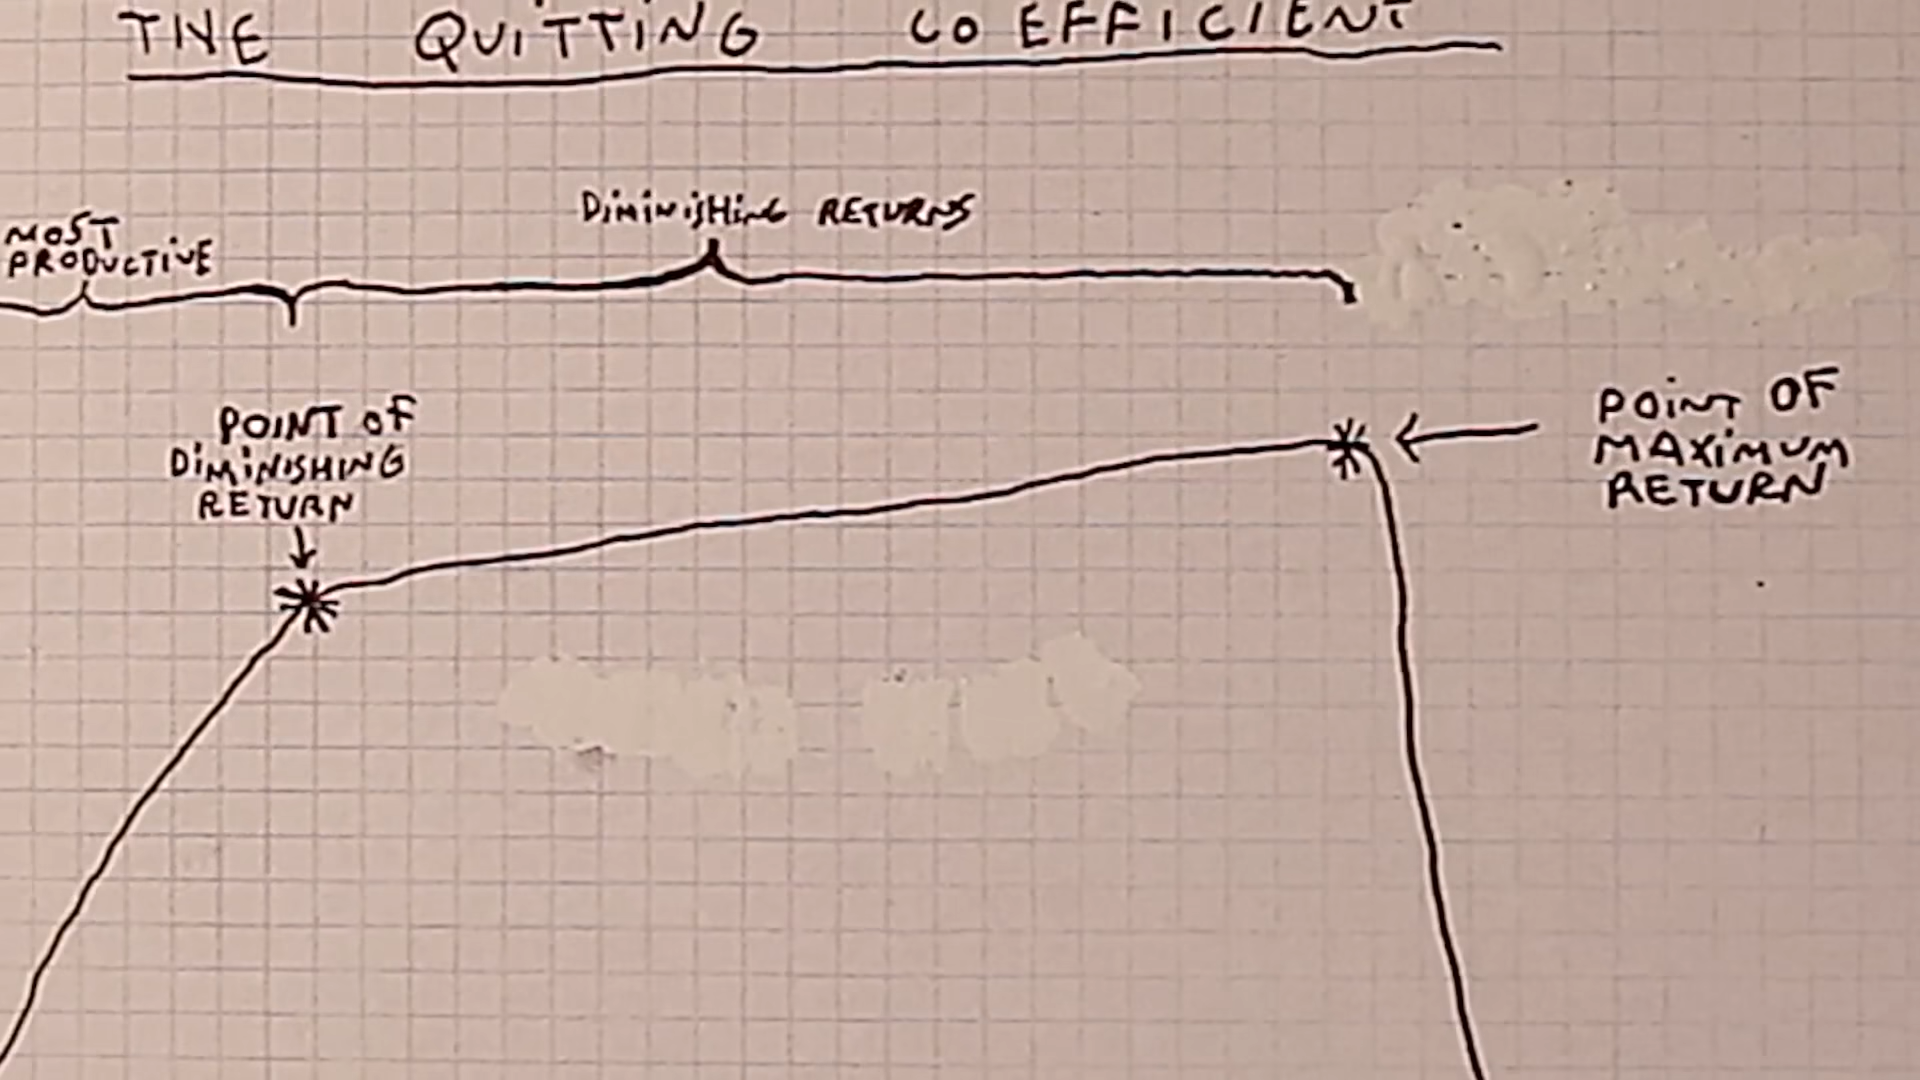 THE QUITTING COEFFICIENT
MOST
PRODUCTIVE
DiMiNiSHiNG RETURNS
POINT OF
DiMiNiSHiNG
RETURN
POiNT OF
MAXiMUM
RETURN